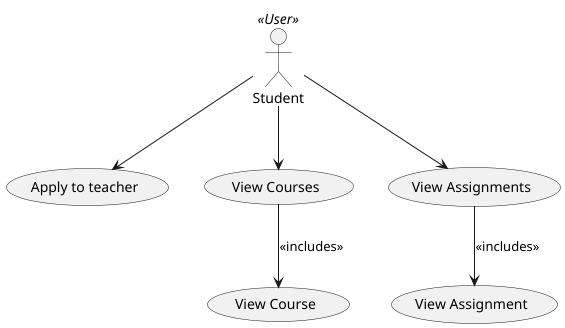 «User»
Student
Apply to teacher
View Courses
View Assignments
«includes»
«includes»
View Course
View Assignment